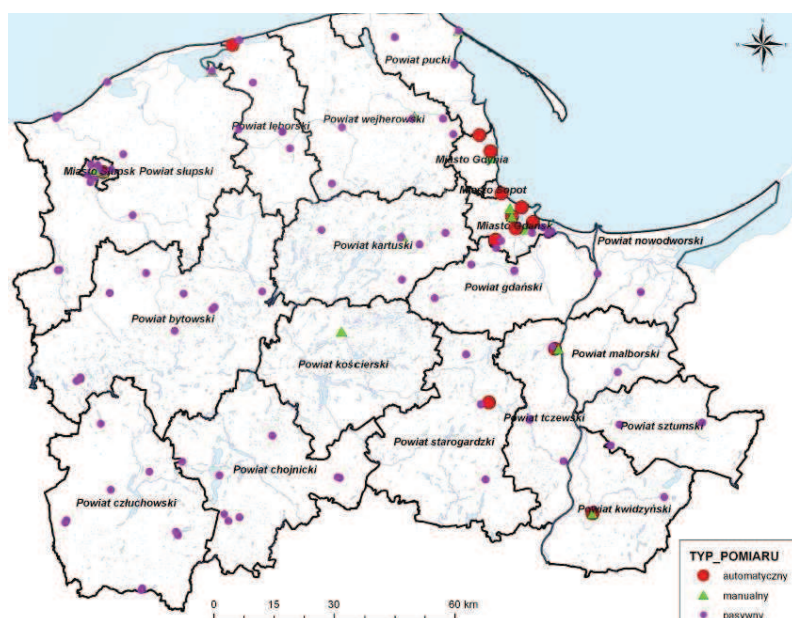 N
Powiat pucki
Powiat lęborski
Powiat wejherowski
Miasto Gdynia
Miasto Słupsk Powiat słupski
Miasto Sopot
Miasto Gdańsk
Powiat nowodworski
Powiat kartuski
Powiat gdański
Powiat bytowski
Powiat malborski
Powiat kościerski
Powiat tczewski
Powiat sztumski
Powiat starogardzki
Powiat chojnicki
Powiat człuchowski
Powiat kwidzyński
TYP_POMIARU
automatyczny
manualny
pasywny
0 15 30 60 km